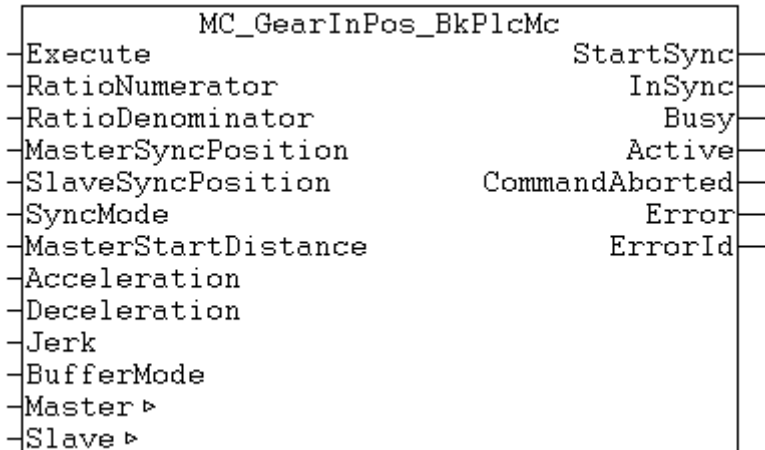 MC_GearInPos_BkPlcMc
Execute StartSync
RatioNumerator InSync
RatioDenominator Busy
MasterSyncPosition Active
SlaveSyncPosition CommandAborted
SyncMode Error
MasterStartDistance ErrorId
Acceleration
Deceleration
Jerk
BufferMode
Master
Slave